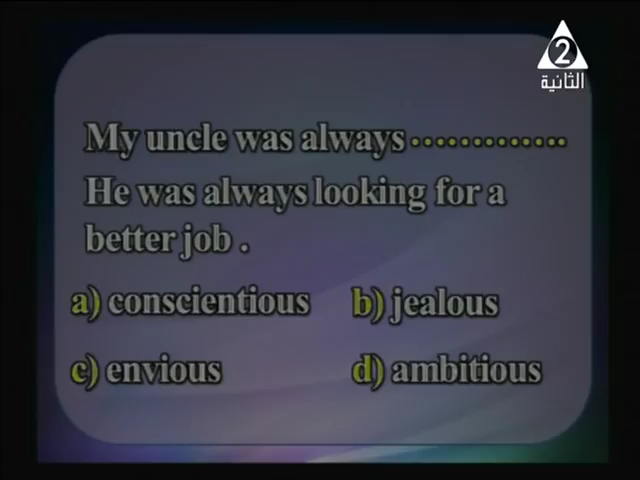 2
الثانية
My uncle was always .............
He was always looking for a
better job .
a) conscientious b) jealous
c) envious d) ambitious